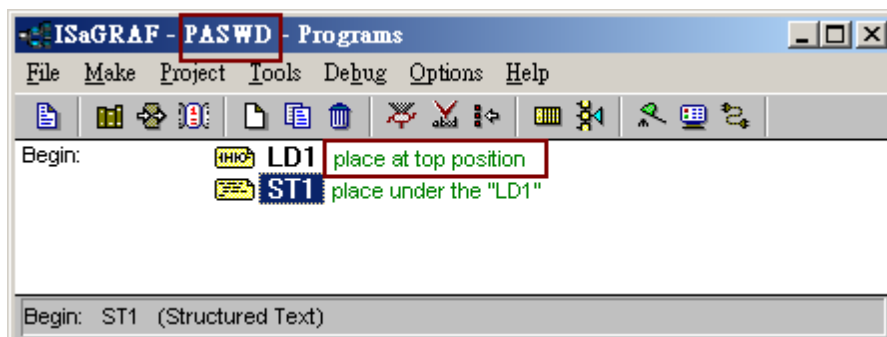 ISaGRAF - PASWD - Programs
File Make Project Tools Debug Options Help
Begin: LD1 place at top position
ST1 place under the "LD1"
Begin: ST1 (Structured Text)